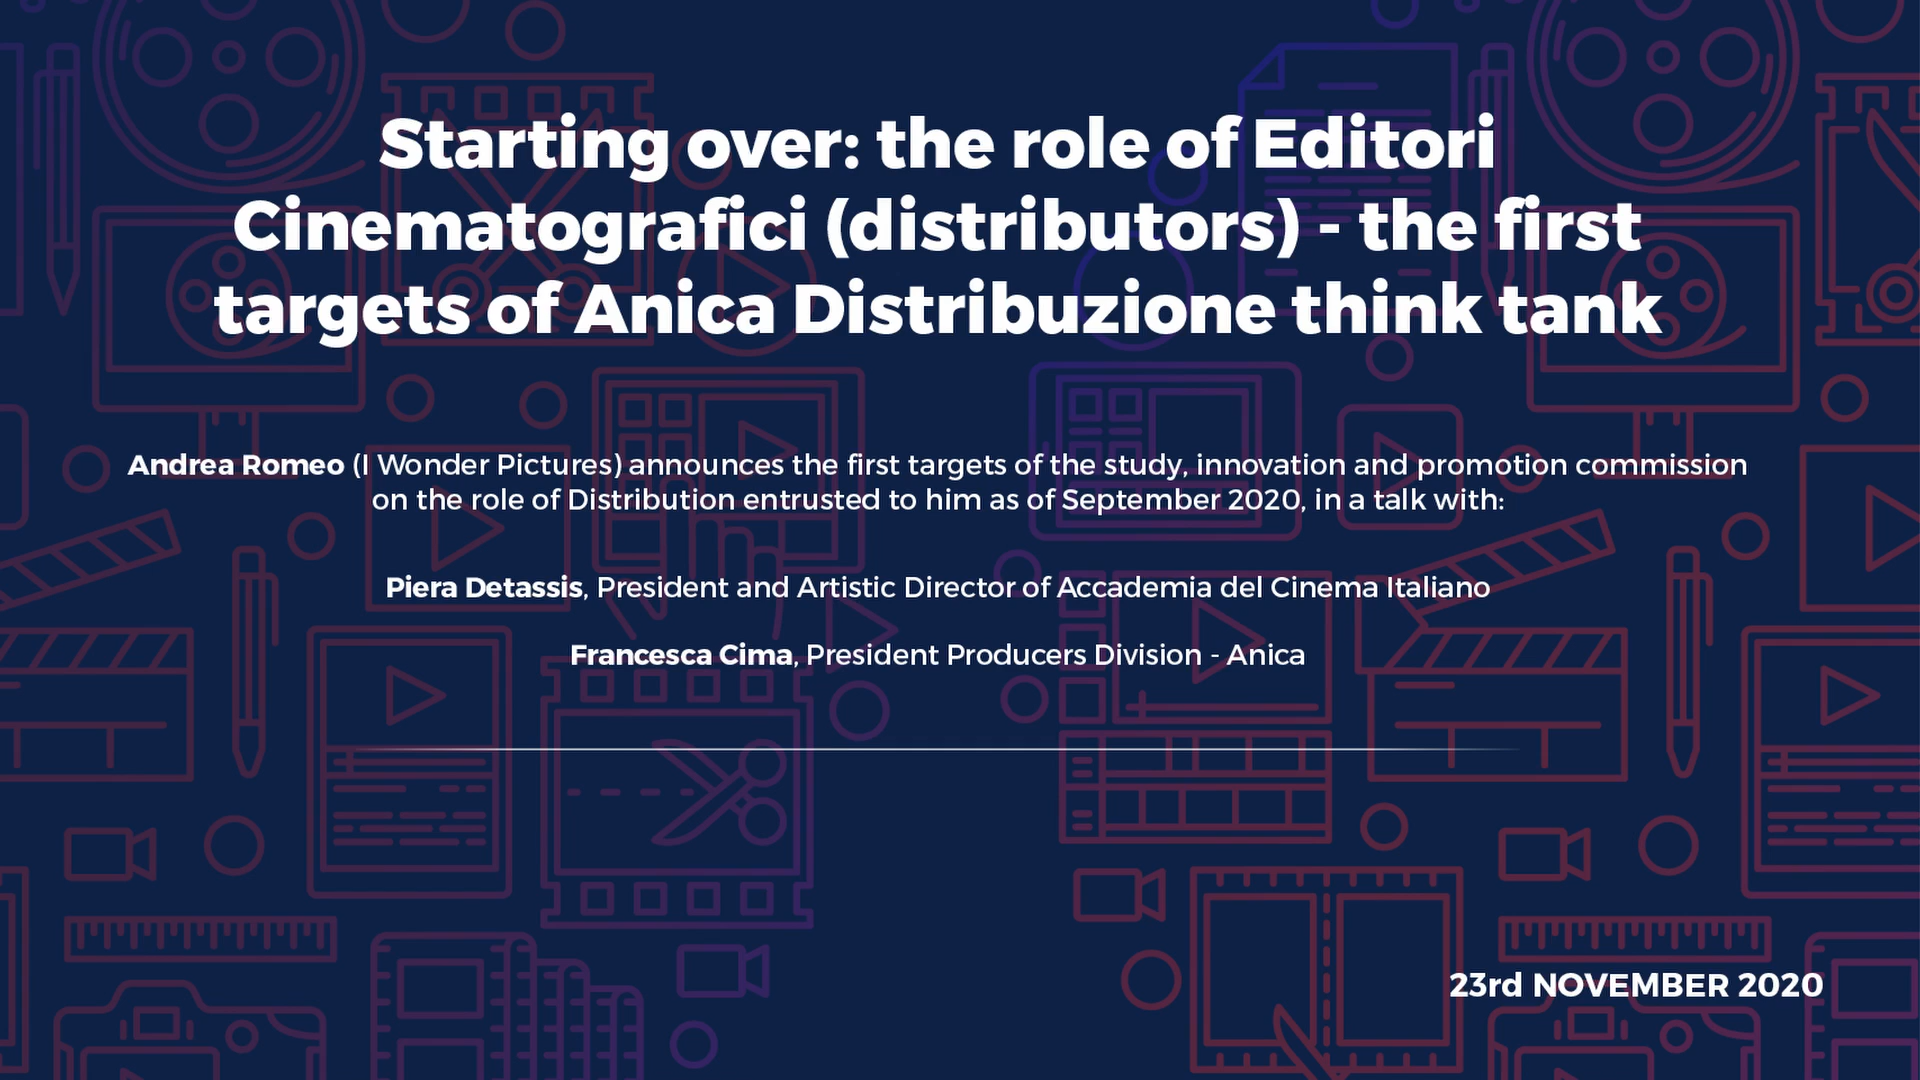 Starting over: the role of Editori
Cinematografici (distributors) - the first
targets of Anica Distribuzione think tank
Andrea Romeo (I Wonder Pictures) announces the first targets of the study, innovation and promotion commission
on the role of Distribution entrusted to him as of September 2020, in a talk with:
Piera Detassis, President and Artistic Director of Accademia del Cinema Italiano
Francesca Cima, President Producers Division - Anica
23rd NOVEMBER 2020